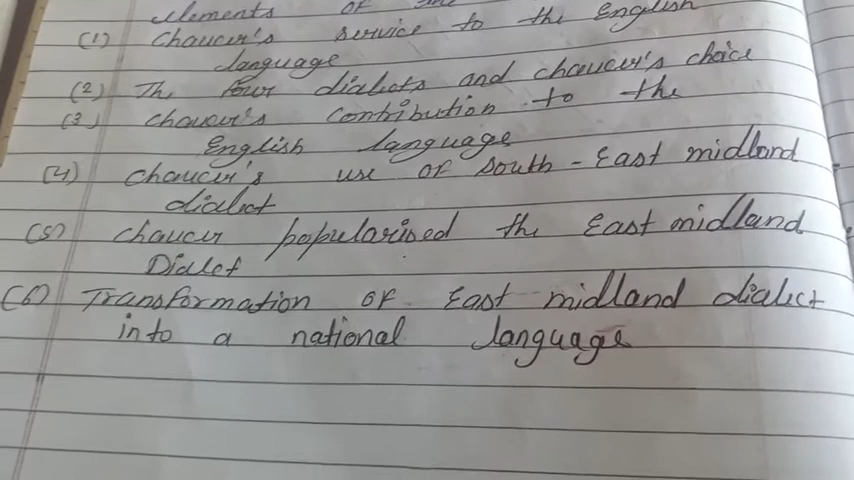 elements of the
(1) chaucer's service to the English
language
(2) The four dialects and chaucer's choice
(3) chaucer's contribution to the
English language
(4) chaucer's use of south - East midland
dialect
(5) chaucer popularised the East midland
Dialet
(6) Transformation of East midland dialect
into a national language